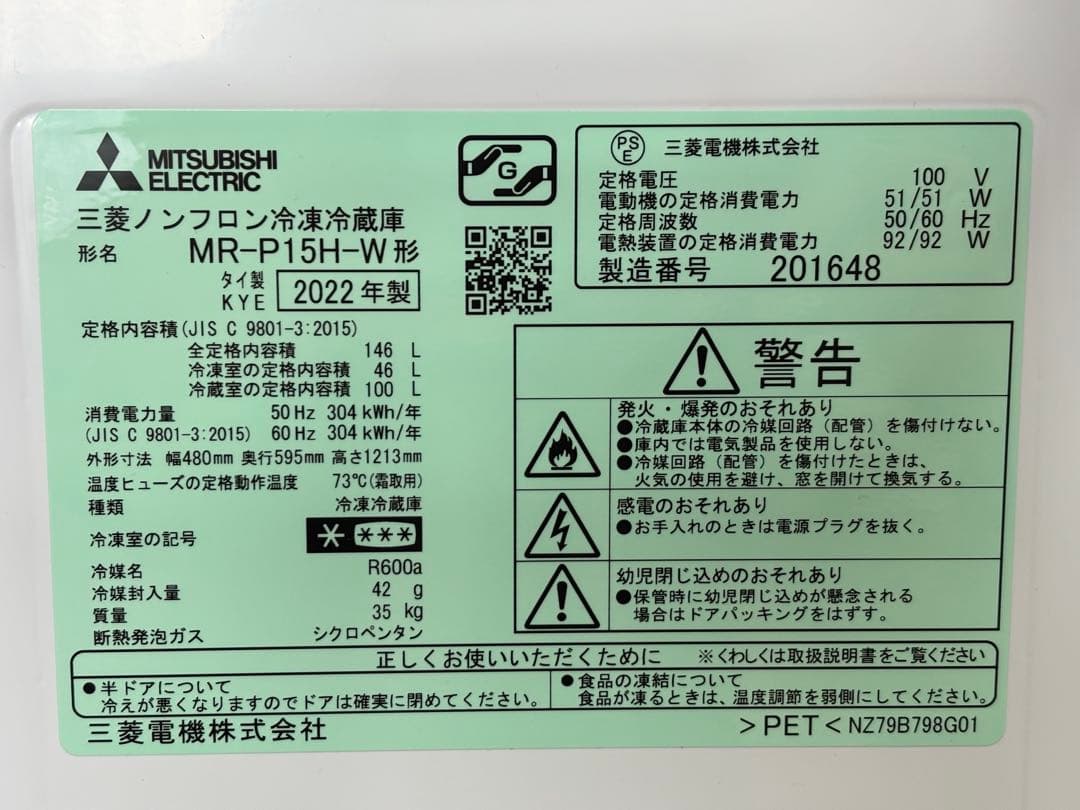 MITSUBISHI
ELECTRIC
三菱ノンフロン冷凍冷蔵庫
形名 MR-P15H-W形
タイ製
KYE 2022年製
定格内容積(JIS C 9801-3:2015)
全定格内容積 146 L
冷凍室の定格内容積 46 L
冷蔵室の定格内容積 100 L
消費電力量 50Hz 304kWh/年
(JIS C 9801-3:2015) 60Hz 304kWh/年
外形寸法 幅480mm 奥行595mm 高さ1213mm
温度ヒューズの定格動作温度 73℃(霜取用)
種類 冷凍冷蔵庫
冷凍室の記号 * ***
冷媒名 R600a
冷媒封入量 42 g
質量 35 kg
断熱発泡ガス シクロペンタン
G
PS
E 三菱電機株式会社
定格電圧 100 V
電動機の定格消費電力 51/51 W
定格周波数 50/60 Hz
電熱装置の定格消費電力 92/92 W
製造番号 201648
警告
発火・爆発のおそれあり
●冷蔵庫本体の冷媒回路(配管)を傷付けない。
●庫内では電気製品を使用しない。
●冷媒回路(配管)を傷付けたときは、
火気の使用を避け、窓を開けて換気する。
感電のおそれあり
●お手入れのときは電源プラグを抜く。
幼児閉じ込めのおそれあり
●保管時に幼児閉じ込めが懸念される
場合はドアパッキングをはずす。
正しくお使いいただくために ※くわしくは取扱説明書をご覧ください
●半ドアについて
冷えが悪くなりますのでドアは確実に閉めてください。
●食品の凍結について
食品が凍るときは、温度調節を弱側にしてください。
三菱電機株式会社
>PET< NZ79B798G01